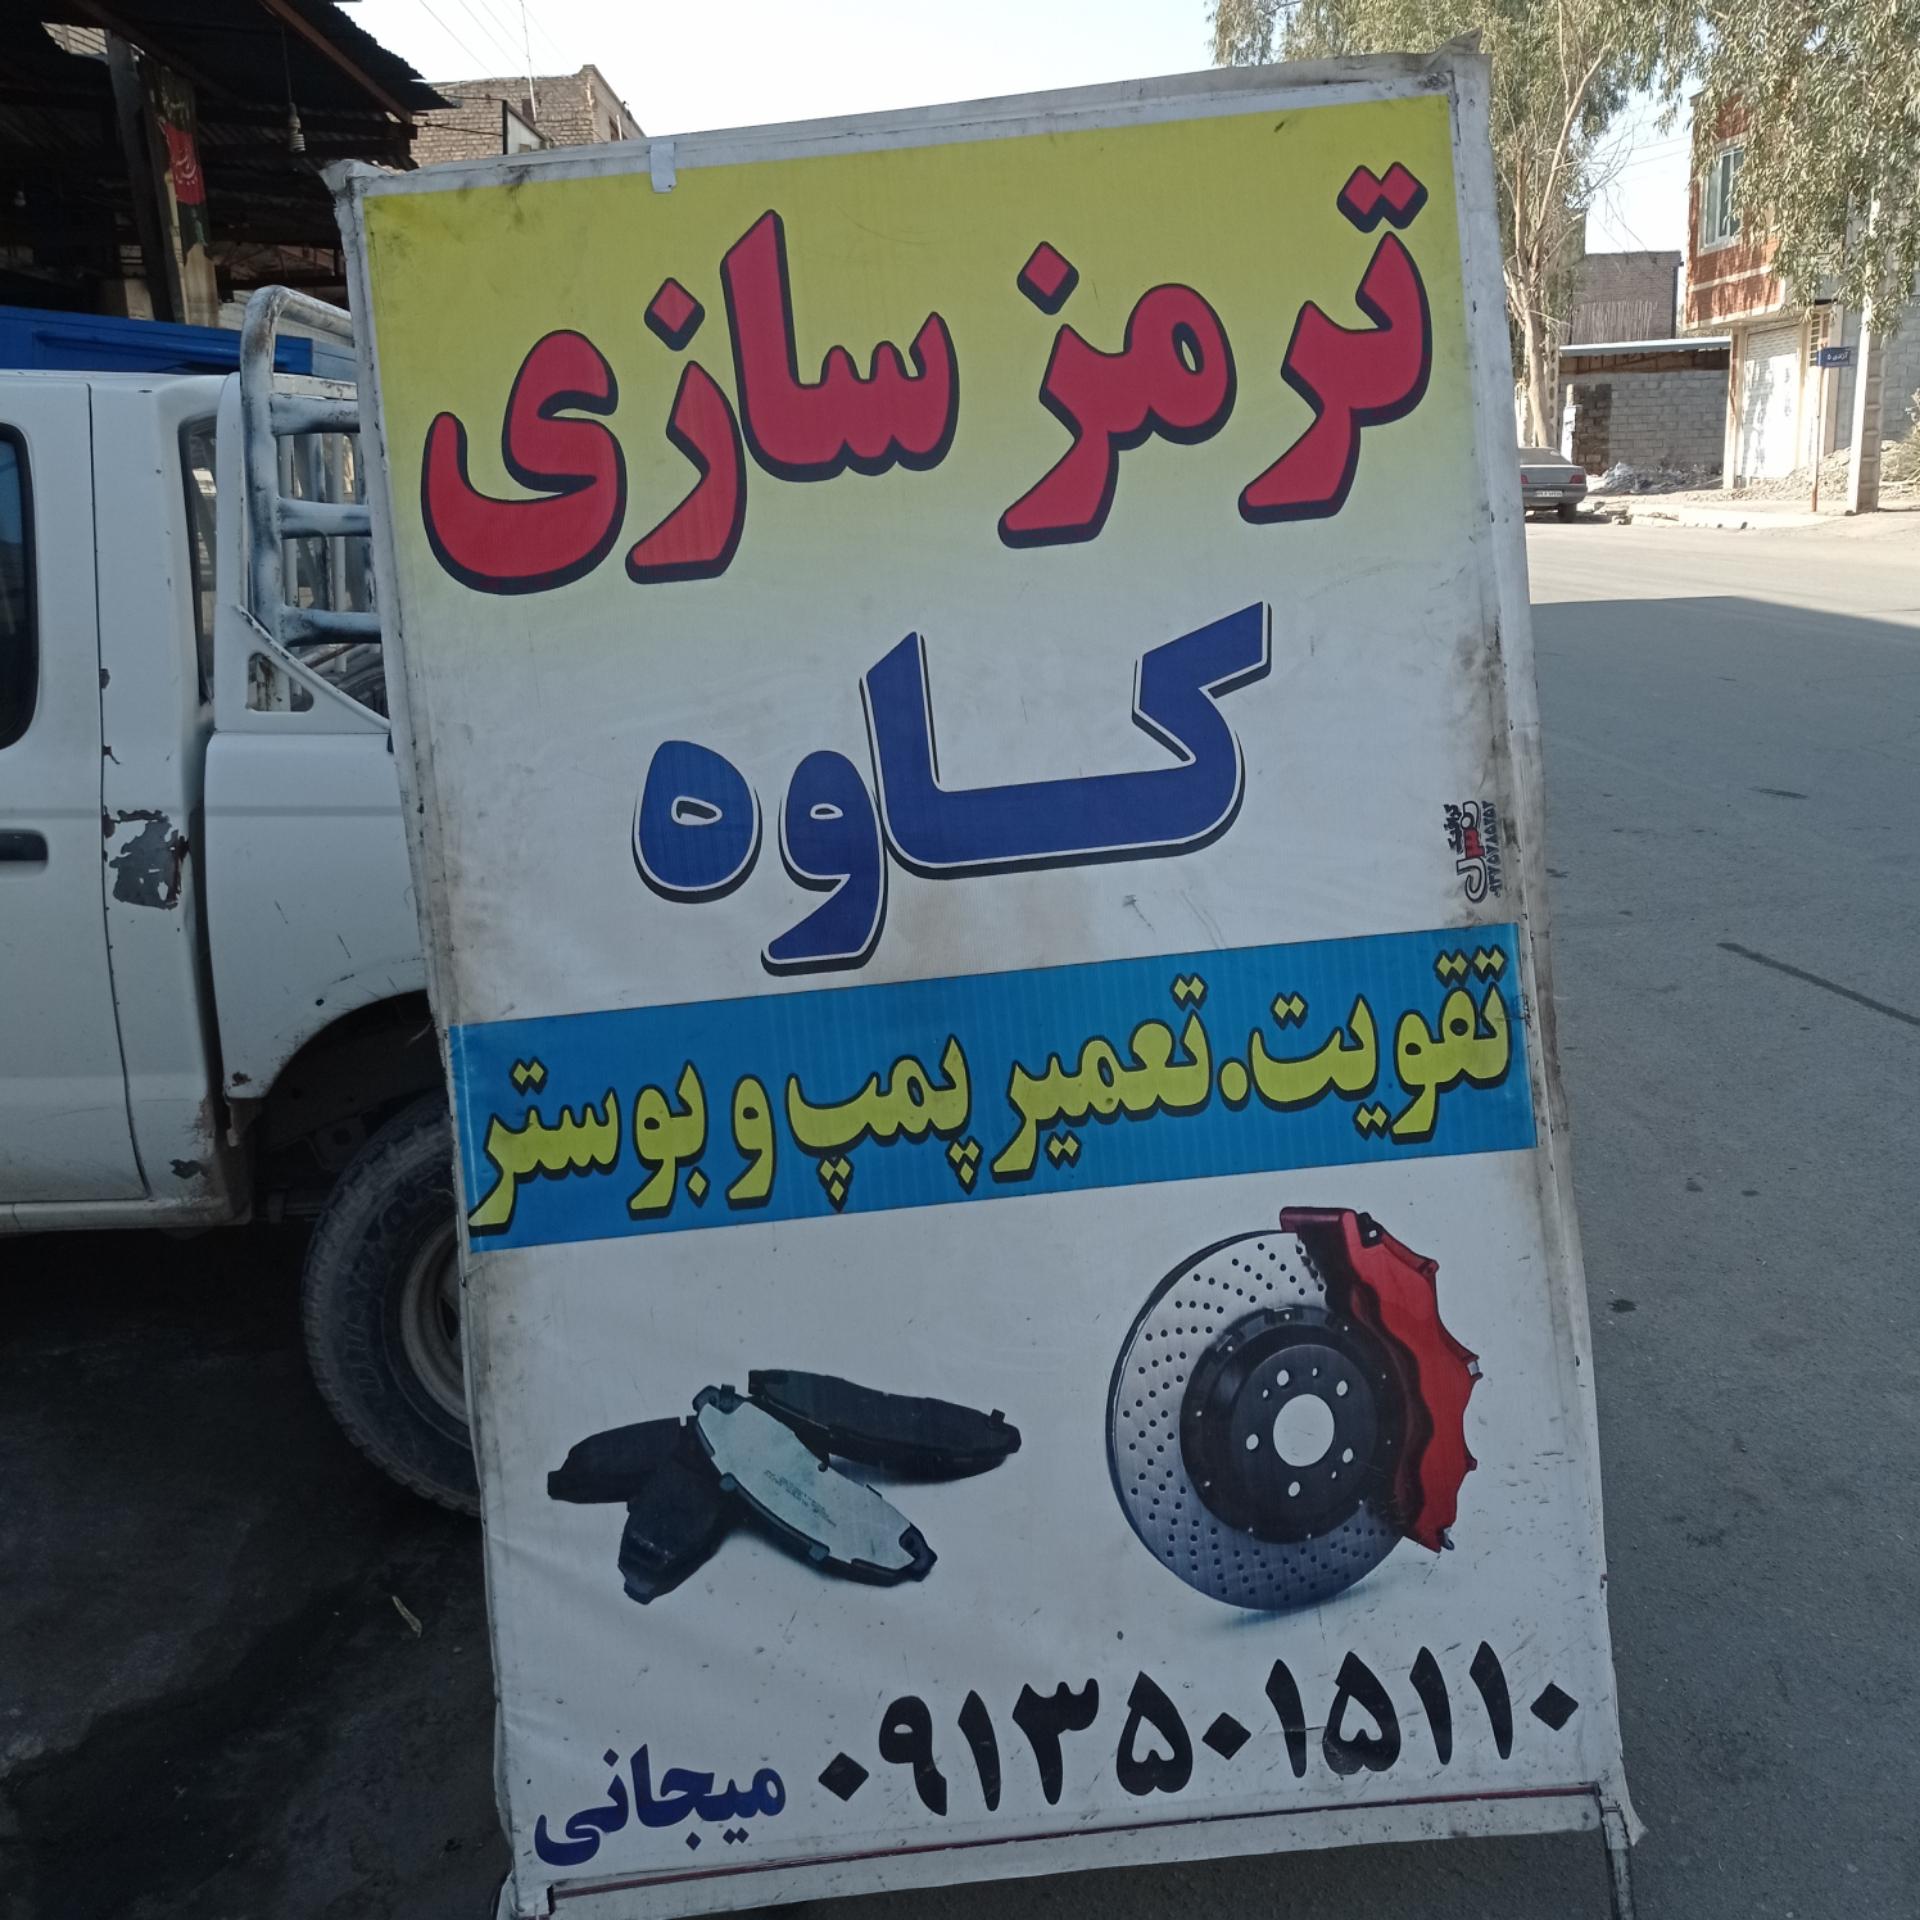 ترمز سازی
کاوه
تقویت.تعمیر پمپ و بوستر
۰۹۱۳۵۰۱۵۱۱۰ میجانی